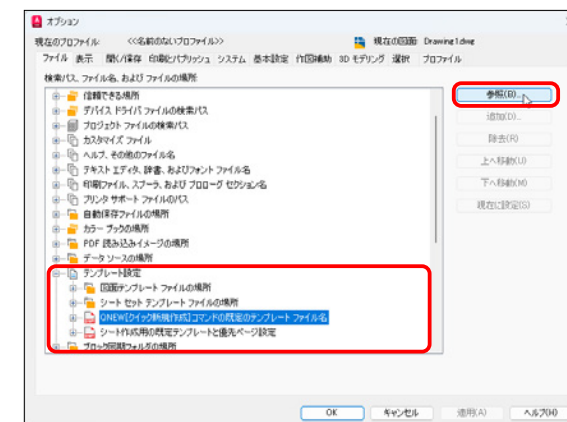 オプション
現在のプロファイル: <<名前のないプロファイル>> 現在の図面: Drawing1.dwg
ファイル 表示 開く/保存 印刷とパブリッシュ システム 基本設定 作図補助 3D モデリング 選択 プロファイル
検索パス、ファイル名、およびファイルの場所:
信頼できる場所
デバイス ドライバ ファイルの検索パス
プロジェクト ファイルの検索パス
カスタマイズ ファイル
ヘルプ、その他のファイル名
テキスト エディタ、辞書、およびフォント ファイル名
印刷ファイル、スプーラ、およびプロローグ セクション名
プリンタ サポート ファイルのパス
自動保存ファイルの場所
カラー ブックの場所
PDF 読み込みイメージの場所
データ ソースの場所
テンプレート設定
図面テンプレート ファイルの場所
シート セット テンプレート ファイルの場所
QNEW[クイック新規作成]コマンドの既定のテンプレート ファイル名
シート作成用の既定テンプレートと優先ページ設定
ブロック同期フォルダの場所
参照(B)...
追加(D)...
除去(R)
上へ移動(U)
下へ移動(M)
現在に設定(S)
OK キャンセル 適用(A) ヘルプ(H)